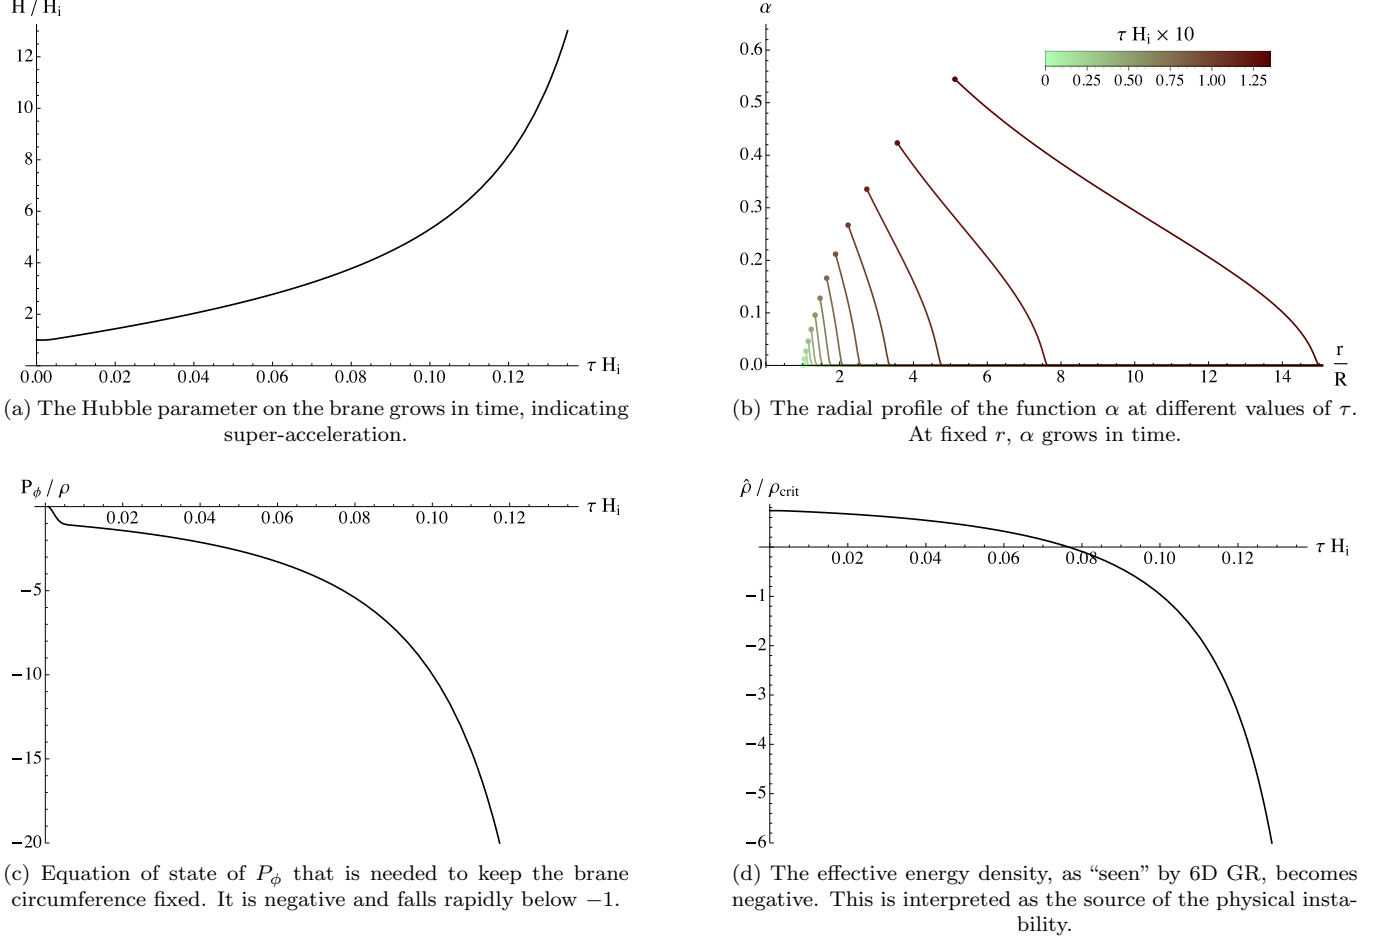 H / Hᵢ
12
10
8
6
4
2
0.00 0.02 0.04 0.06 0.08 0.10 0.12
τ Hᵢ
(a) The Hubble parameter on the brane grows in time, indicating
super-acceleration.
α
τ Hᵢ × 10
0 0.25 0.50 0.75 1.00 1.25
0.6
0.5
0.4
0.3
0.2
0.1
0.0
2 4 6 8 10 12 14
r
R
(b) The radial profile of the function α at different values of τ.
At fixed r, α grows in time.
P_ϕ / ρ
τ Hᵢ
0.02 0.04 0.06 0.08 0.10 0.12
−5
−10
−15
−20
(c) Equation of state of P_ϕ that is needed to keep the brane
circumference fixed. It is negative and falls rapidly below −1.
ρ̂ / ρ_crit
τ Hᵢ
0.02 0.04 0.06 0.08 0.10 0.12
−1
−2
−3
−4
−5
−6
(d) The effective energy density, as “seen” by 6D GR, becomes
negative. This is interpreted as the source of the physical insta-
bility.